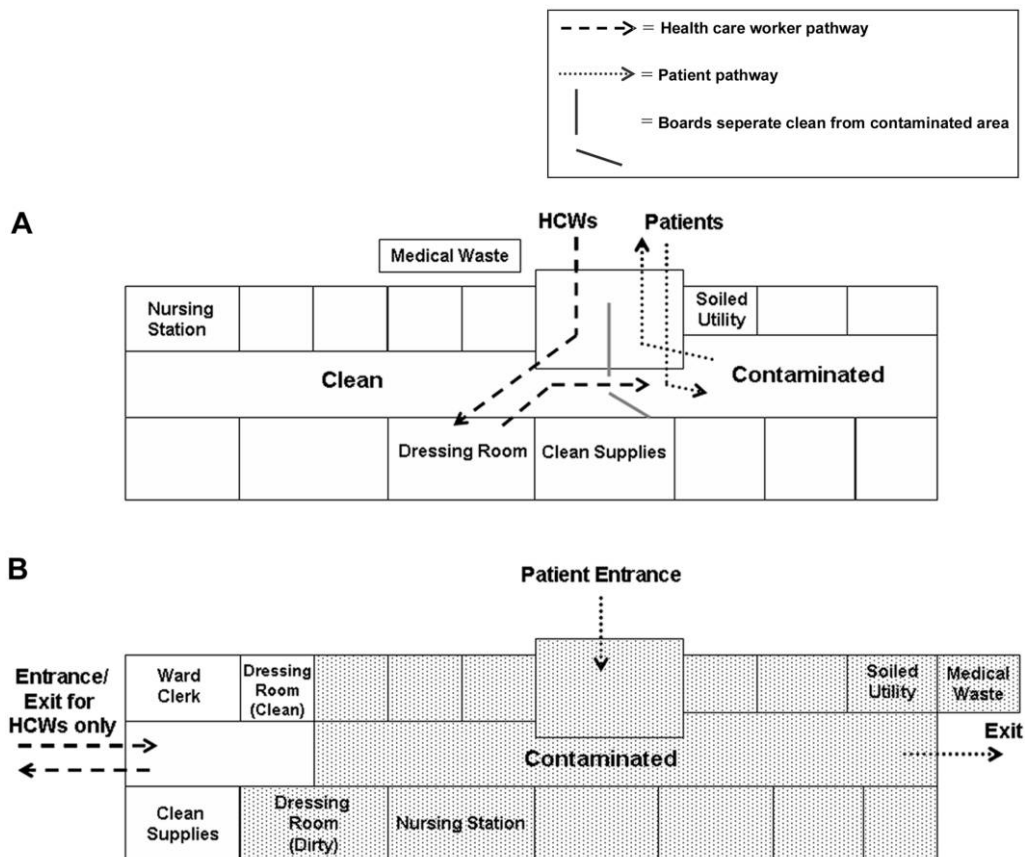 = Health care worker pathway
= Patient pathway
= Boards seperate clean from contaminated area
A
HCWs
Patients
Medical Waste
Nursing
Station
Soiled
Utility
Clean
Contaminated
Dressing Room
Clean Supplies
B
Patient Entrance
Entrance/
Exit for
HCWs only
Ward
Clerk
Dressing
Room
(Clean)
Soiled
Utility
Medical
Waste
Exit
Contaminated
Clean
Supplies
Dressing
Room
(Dirty)
Nursing Station